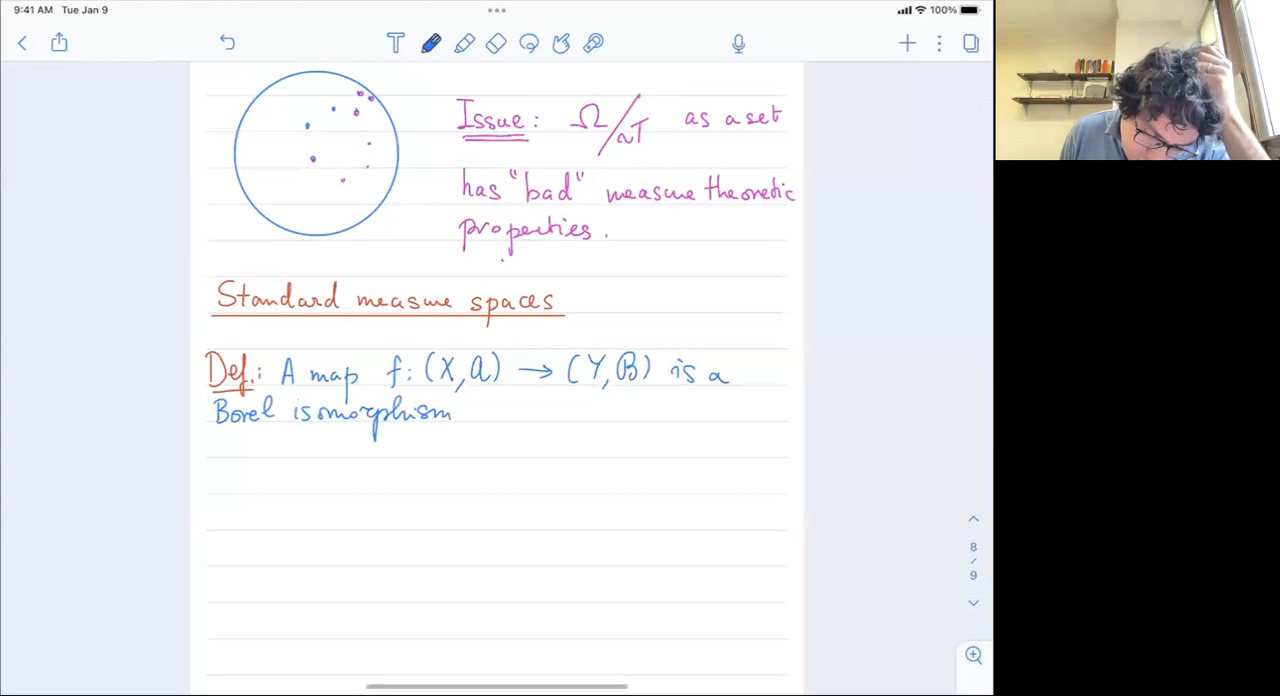 9:41 AM Tue Jan 9
100%
Issue: Ω/~T as a set
has "bad" measure theoretic
properties.
Standard measure spaces
Def.: A map f: (X, a) → (Y, B) is a
Borel isomorphism
8
/
9